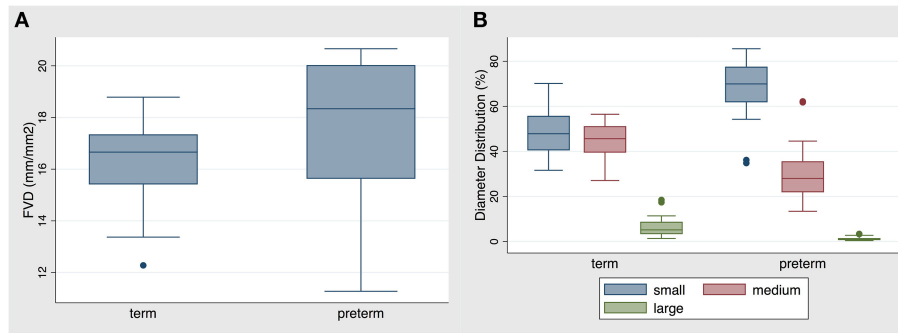 A
FVD (mm/mm2)
20
18
16
14
12
term preterm
B
Diameter Distribution (%)
80
60
40
20
0
term preterm
small medium
large